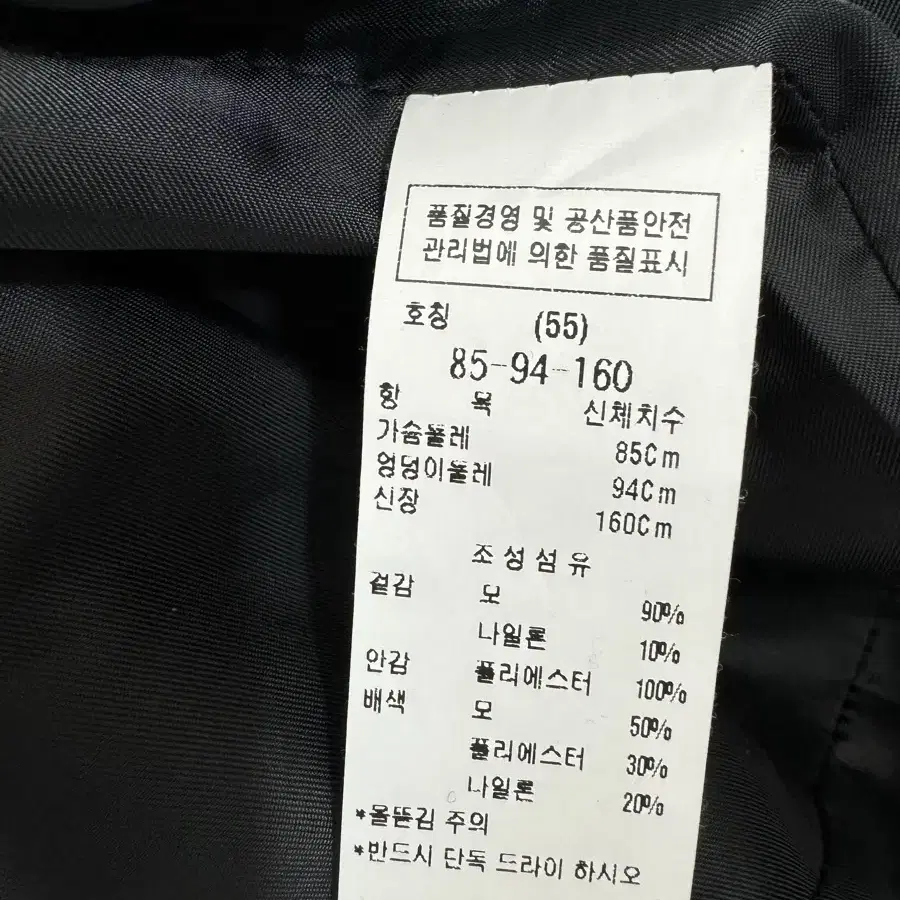 품질경영 및 공산품안전
관리법에 의한 품질표시
호칭 (55)
85-94-160
항 목 신체치수
가슴둘레 85Cm
엉덩이둘레 94Cm
신장 160Cm
조성섬유
겉감 모 90%
나일론 10%
안감 폴리에스터 100%
배색 모 50%
폴리에스터 30%
나일론 20%
*올뜯김 주의
*반드시 단독 드라이 하시오